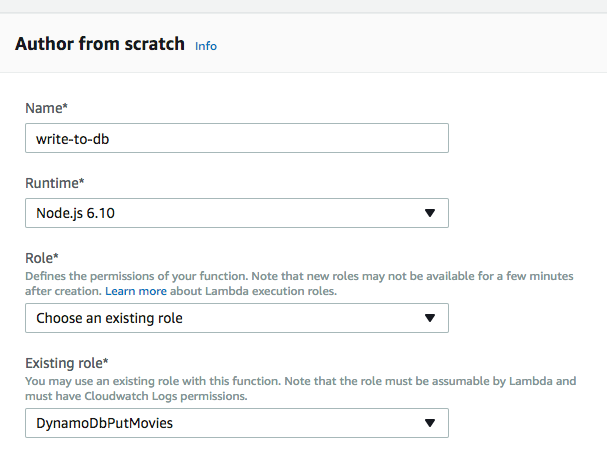 Author from scratch Info
Name*
write-to-db
Runtime*
Node.js 6.10
Role*
Defines the permissions of your function. Note that new roles may not be available for a few minutes
after creation. Learn more about Lambda execution roles.
Choose an existing role
Existing role*
You may use an existing role with this function. Note that the role must be assumable by Lambda and
must have Cloudwatch Logs permissions.
DynamoDbPutMovies